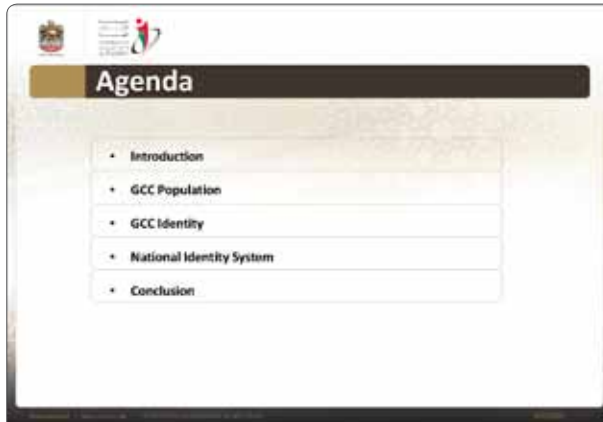 Agenda
• Introduction
• GCC Population
• GCC Identity
• National Identity System
• Conclusion